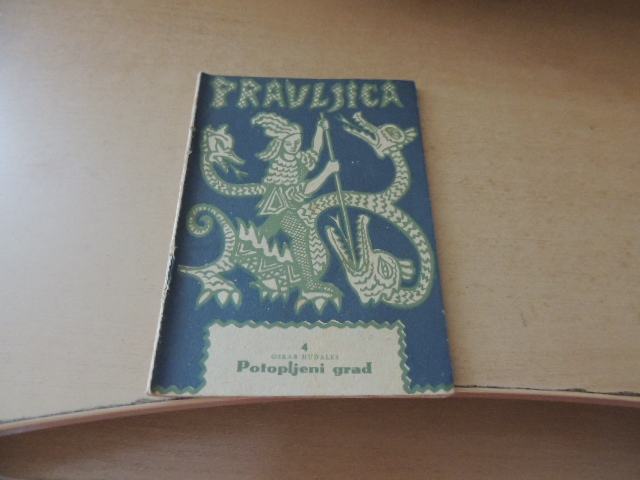 PRAVLJICA
4
OSKAR HUDALES
Potopljeni grad